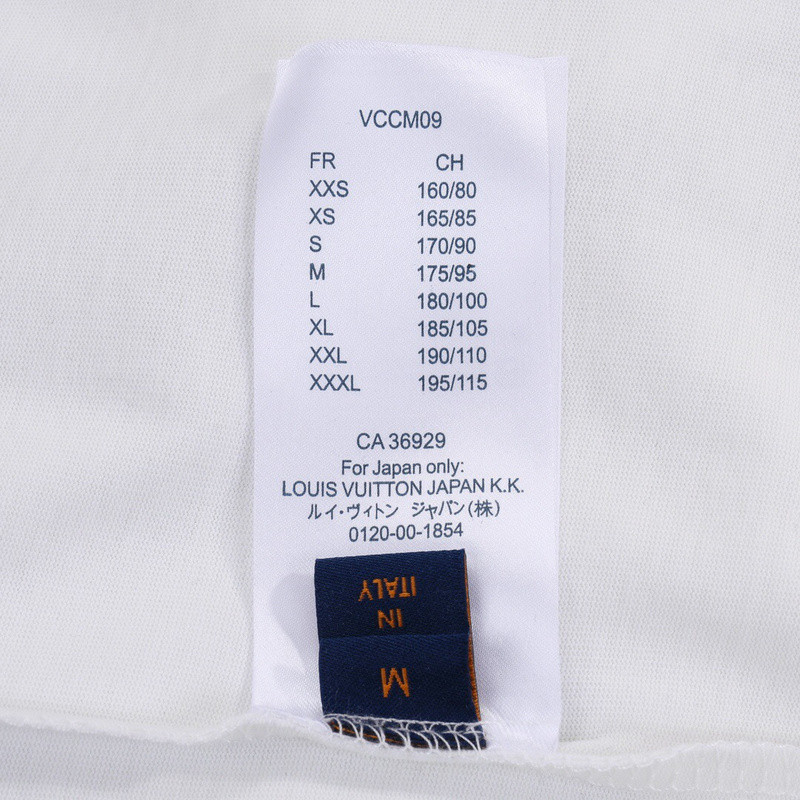 VCCM09
FR CH
XXS 160/80
XS 165/85
S 170/90
M 175/95
L 180/100
XL 185/105
XXL 190/110
XXXL 195/115
CA 36929
For Japan only:
LOUIS VUITTON JAPAN K.K.
ルイ・ヴィトン ジャパン(株)
0120-00-1854
IN
ITALY
M